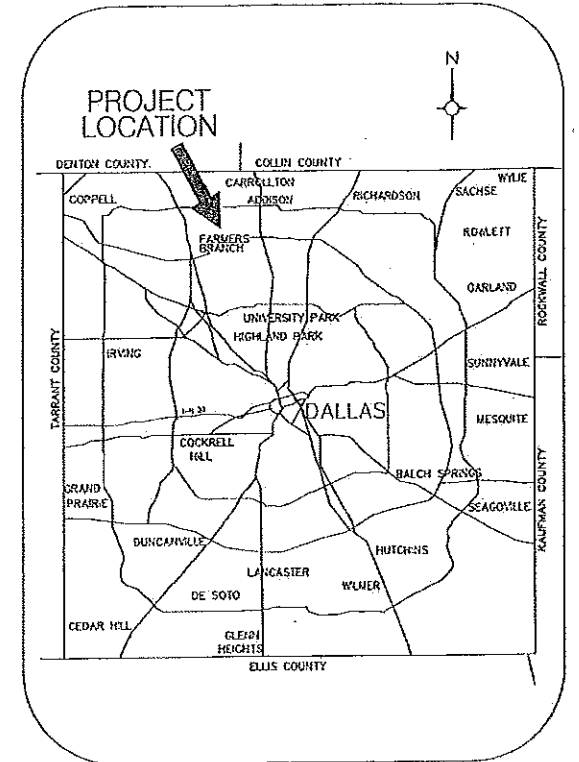 N
PROJECT
LOCATION
DENTON COUNTY.
COLLIN COUNTY
WYLIE
CARROLLTON
COPPELL
ADDISON
RICHARDSON
SACHSE
ROWLETT
FARMERS
BRANCH
GARLAND
ROCKWALL COUNTY
UNIVERSITY PARK
HIGHLAND PARK
IRVING
SUNNYVALE
TARRANT COUNTY
DALLAS
MESQUITE
COCKRELL
HILL
BALCH SPRINGS
GRAND
PRAIRIE
SEAGOVILLE
KAUFMAN COUNTY
DUNCANVILLE
HUTCHINS
LANCASTER
WILMER
DE SOTO
CEDAR HILL
GLENN
HEIGHTS
ELLIS COUNTY